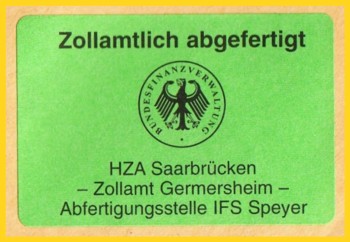 Zollamtlich abgefertigt
BUNDESFINANZVERWALTUNG
HZA Saarbrücken
– Zollamt Germersheim –
Abfertigungsstelle IFS Speyer